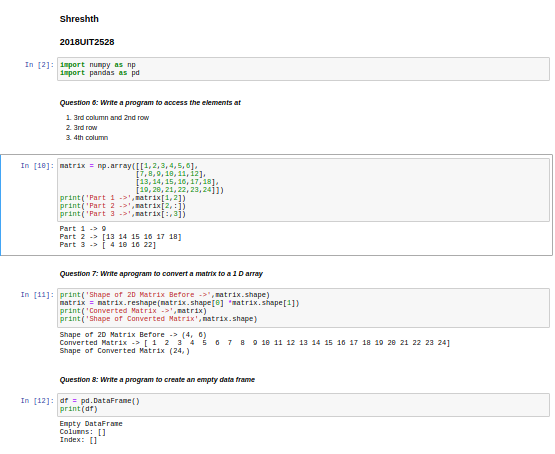 Shreshth
2018UIT2528
In [2]: import numpy as np
import pandas as pd
Question 6: Write a program to access the elements at
1. 3rd column and 2nd row
2. 3rd row
3. 4th column
In [10]: matrix = np.array([[1,2,3,4,5,6],
[7,8,9,10,11,12],
[13,14,15,16,17,18],
[19,20,21,22,23,24]])
print('Part 1 ->',matrix[1,2])
print('Part 2 ->',matrix[2,:])
print('Part 3 ->',matrix[:,3])
Part 1 -> 9
Part 2 -> [13 14 15 16 17 18]
Part 3 -> [ 4 10 16 22]
Question 7: Write aprogram to convert a matrix to a 1 D array
In [11]: print('Shape of 2D Matrix Before ->',matrix.shape)
matrix = matrix.reshape(matrix.shape[0] *matrix.shape[1])
print('Converted Matrix ->',matrix)
print('Shape of Converted Matrix',matrix.shape)
Shape of 2D Matrix Before -> (4, 6)
Converted Matrix -> [ 1 2 3 4 5 6 7 8 9 10 11 12 13 14 15 16 17 18 19 20 21 22 23 24]
Shape of Converted Matrix (24,)
Question 8: Write a program to create an empty data frame
In [12]: df = pd.DataFrame()
print(df)
Empty DataFrame
Columns: []
Index: []